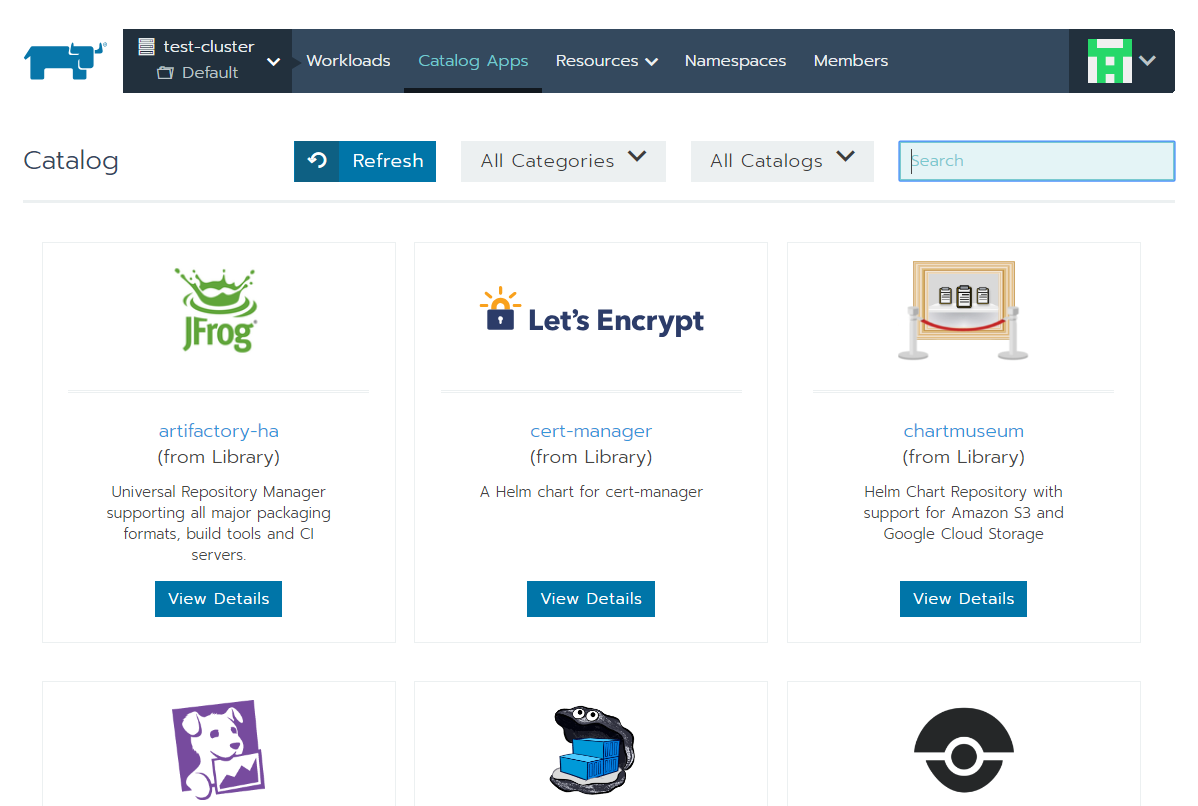 test-cluster
Default
Workloads
Catalog Apps
Resources
Namespaces
Members
Catalog
Refresh
All Categories
All Catalogs
Search
JFrog
Let's Encrypt
artifactory-ha
(from Library)
Universal Repository Manager
supporting all major packaging
formats, build tools and CI
servers.
View Details
cert-manager
(from Library)
A Helm chart for cert-manager
View Details
chartmuseum
(from Library)
Helm Chart Repository with
support for Amazon S3 and
Google Cloud Storage
View Details